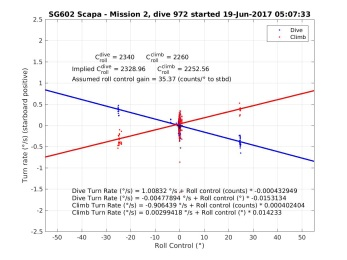 SG602 Scapa - Mission 2, dive 972 started 19-Jun-2017 05:07:33
Dive
Climb
C_roll^dive = 2340 C_roll^climb = 2260
Implied C_roll^dive = 2328.96 C_roll^climb = 2252.56
Assumed roll control gain = 35.37 (counts/° to stbd)
Turn rate (°/s) (starboard positive)
2.5
2
1.5
1
0.5
0
-0.5
-1
-1.5
-2
-2.5
Dive Turn Rate (°/s) = 1.00832 °/s + Roll control (counts) * -0.000432949
Dive Turn Rate (°/s) = -0.00477894 °/s + Roll control (°) * -0.0153134
Climb Turn Rate (°/s) = -0.906439 °/s + Roll control (counts) * 0.000402404
Climb Turn Rate (°/s) = 0.00299418 °/s + Roll control (°) * 0.014233
-50 -40 -30 -20 -10 0 10 20 30 40 50
Roll Control (°)